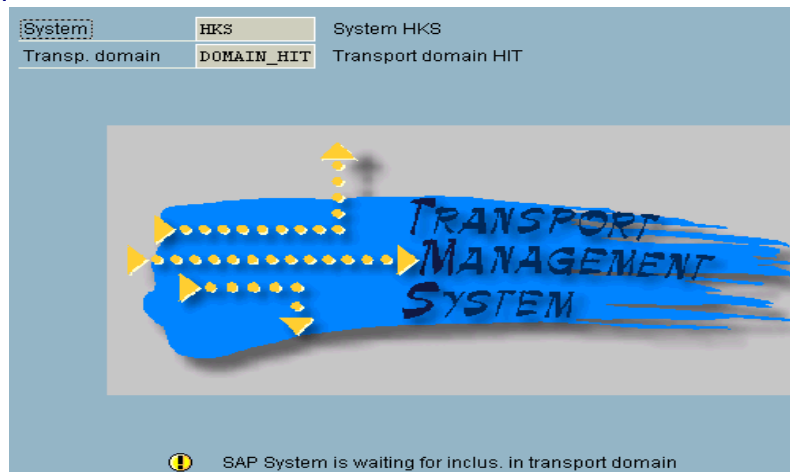 System HKS System HKS
Transp. domain DOMAIN_HIT Transport domain HIT
TRANSPORT
MANAGEMENT
SYSTEM
SAP System is waiting for inclus. in transport domain